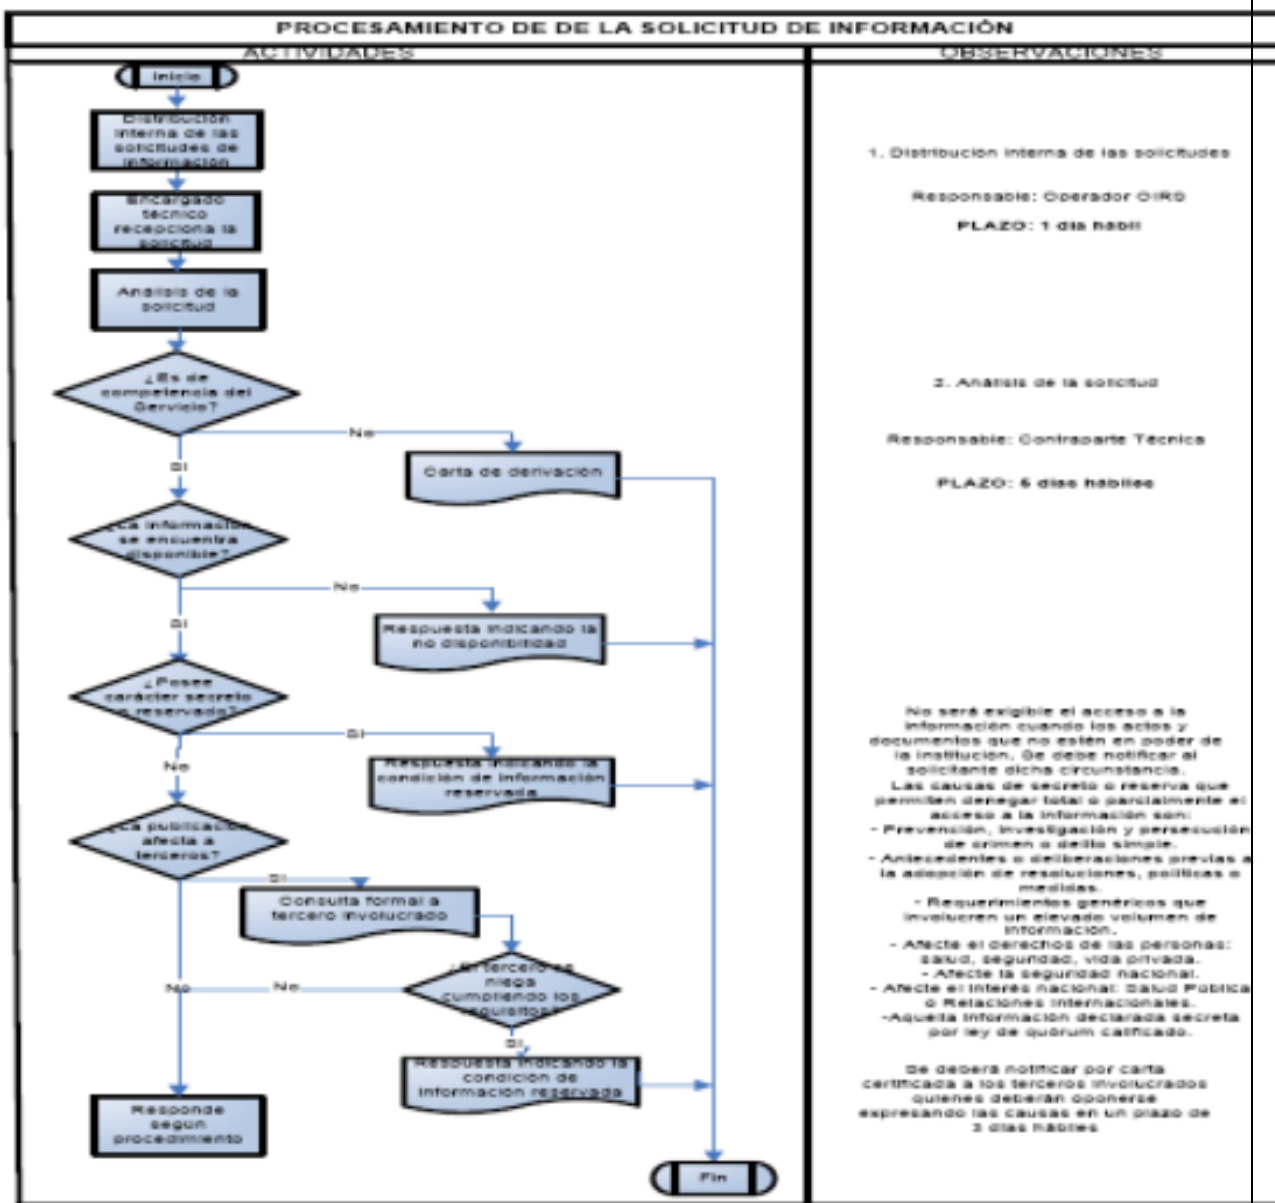 PROCESAMIENTO DE DE LA SOLICITUD DE INFORMACIÓN
ACTIVIDADES
OBSERVACIONES
Inicio
Distribución
interna de las
solicitudes de
información
Encargado
técnico
recepciona la
solicitud
Análisis de la
solicitud
¿Es de
competencia del
Servicio?
No
SI
Carta de derivación
¿La información
se encuentra
disponible?
No
SI
Respuesta indicando la
no disponibilidad
¿Posee
carácter secreto
o reservado?
SI
No
Respuesta indicando la
condición de información
reservada
¿La publicación
afecta a
terceros?
SI
Consulta formal a
tercero involucrado
¿El tercero se
niega
cumpliendo los
requisitos?
No
No
SI
Respuesta indicando la
condición de
información reservada
Responde
según
procedimiento
Fin
1. Distribución interna de las solicitudes
Responsable: Operador OIRS
PLAZO: 1 día hábil
2. Análisis de la solicitud
Responsable: Contraparte Técnica
PLAZO: 5 días hábiles
No será exigible el acceso a la
información cuando los actos y
documentos que no estén en poder de
la institución. Se debe notificar al
solicitante dicha circunstancia.
Las causas de secreto o reserva que
permiten denegar total o parcialmente el
acceso a la información son:
- Prevención, investigación y persecución
de crimen o delito simple.
- Antecedentes o deliberaciones previas a
la adopción de resoluciones, políticas o
medidas.
- Requerimientos genéricos que
involucren un elevado volumen de
información.
- Afecte el derechos de las personas:
salud, seguridad, vida privada.
- Afecte la seguridad nacional.
- Afecte el interés nacional: Salud Pública
o Relaciones Internacionales.
-Aquella información declarada secreta
por ley de quórum calificado.
Se deberá notificar por carta
certificada a los terceros involucrados
quienes deberán oponerse
expresando las causas en un plazo de
3 días hábiles